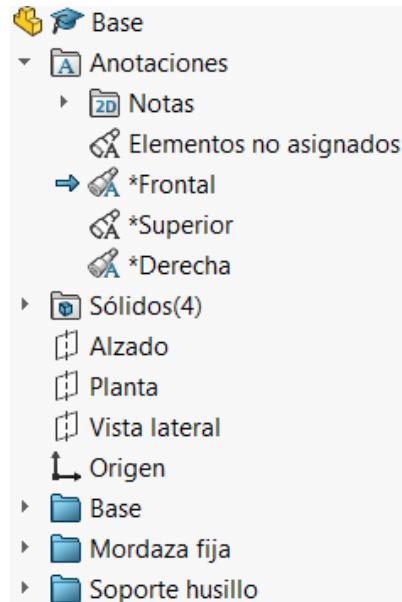 Base
Anotaciones
2D Notas
Elementos no asignados
*Frontal
*Superior
*Derecha
Sólidos(4)
Alzado
Planta
Vista lateral
Origen
Base
Mordaza fija
Soporte husillo